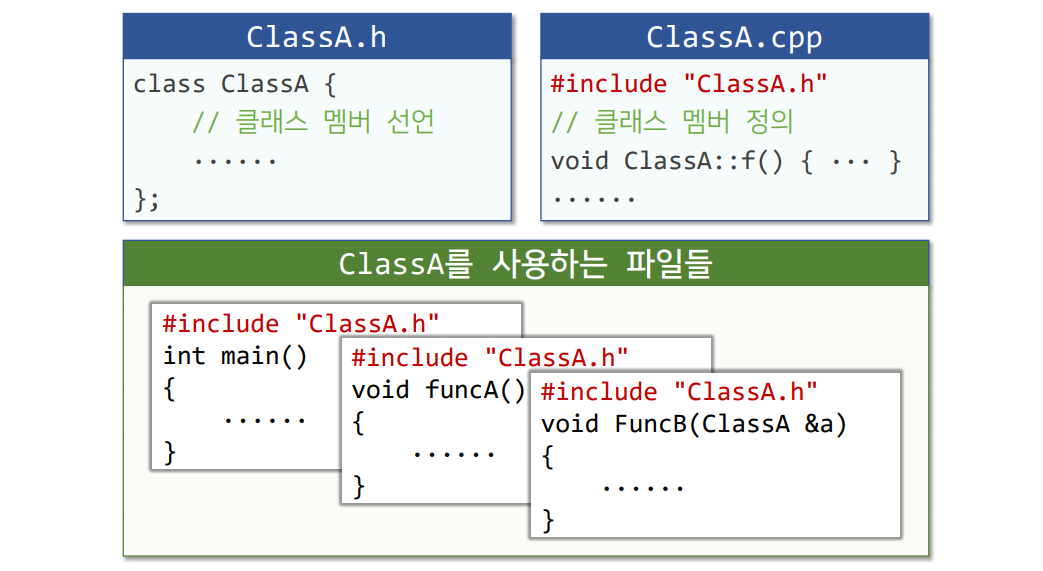 ClassA.h
class ClassA {
// 클래스 멤버 선언
······
};
ClassA.cpp
#include "ClassA.h"
// 클래스 멤버 정의
void ClassA::f() { ··· }
······
ClassA를 사용하는 파일들
#include "ClassA.h"
int main()
{
······
}
#include "ClassA.h"
void funcA()
{
······
}
#include "ClassA.h"
void FuncB(ClassA &a)
{
······
}